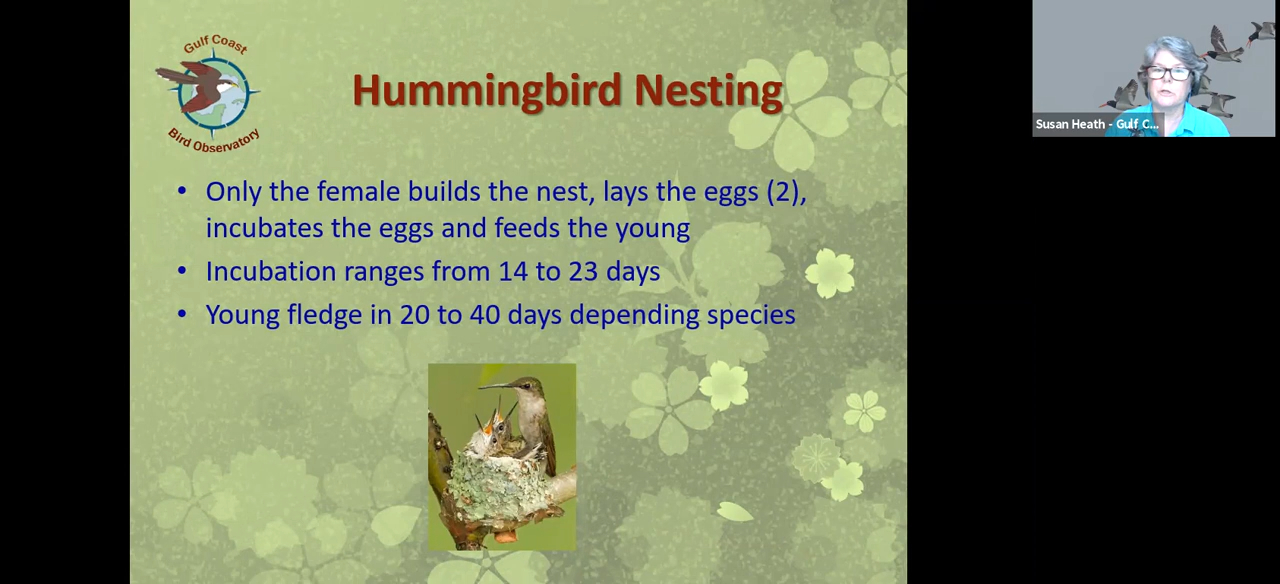 Gulf Coast
Bird Observatory
Hummingbird Nesting
• Only the female builds the nest, lays the eggs (2),
incubates the eggs and feeds the young
• Incubation ranges from 14 to 23 days
• Young fledge in 20 to 40 days depending species
Susan Heath - Gulf C...